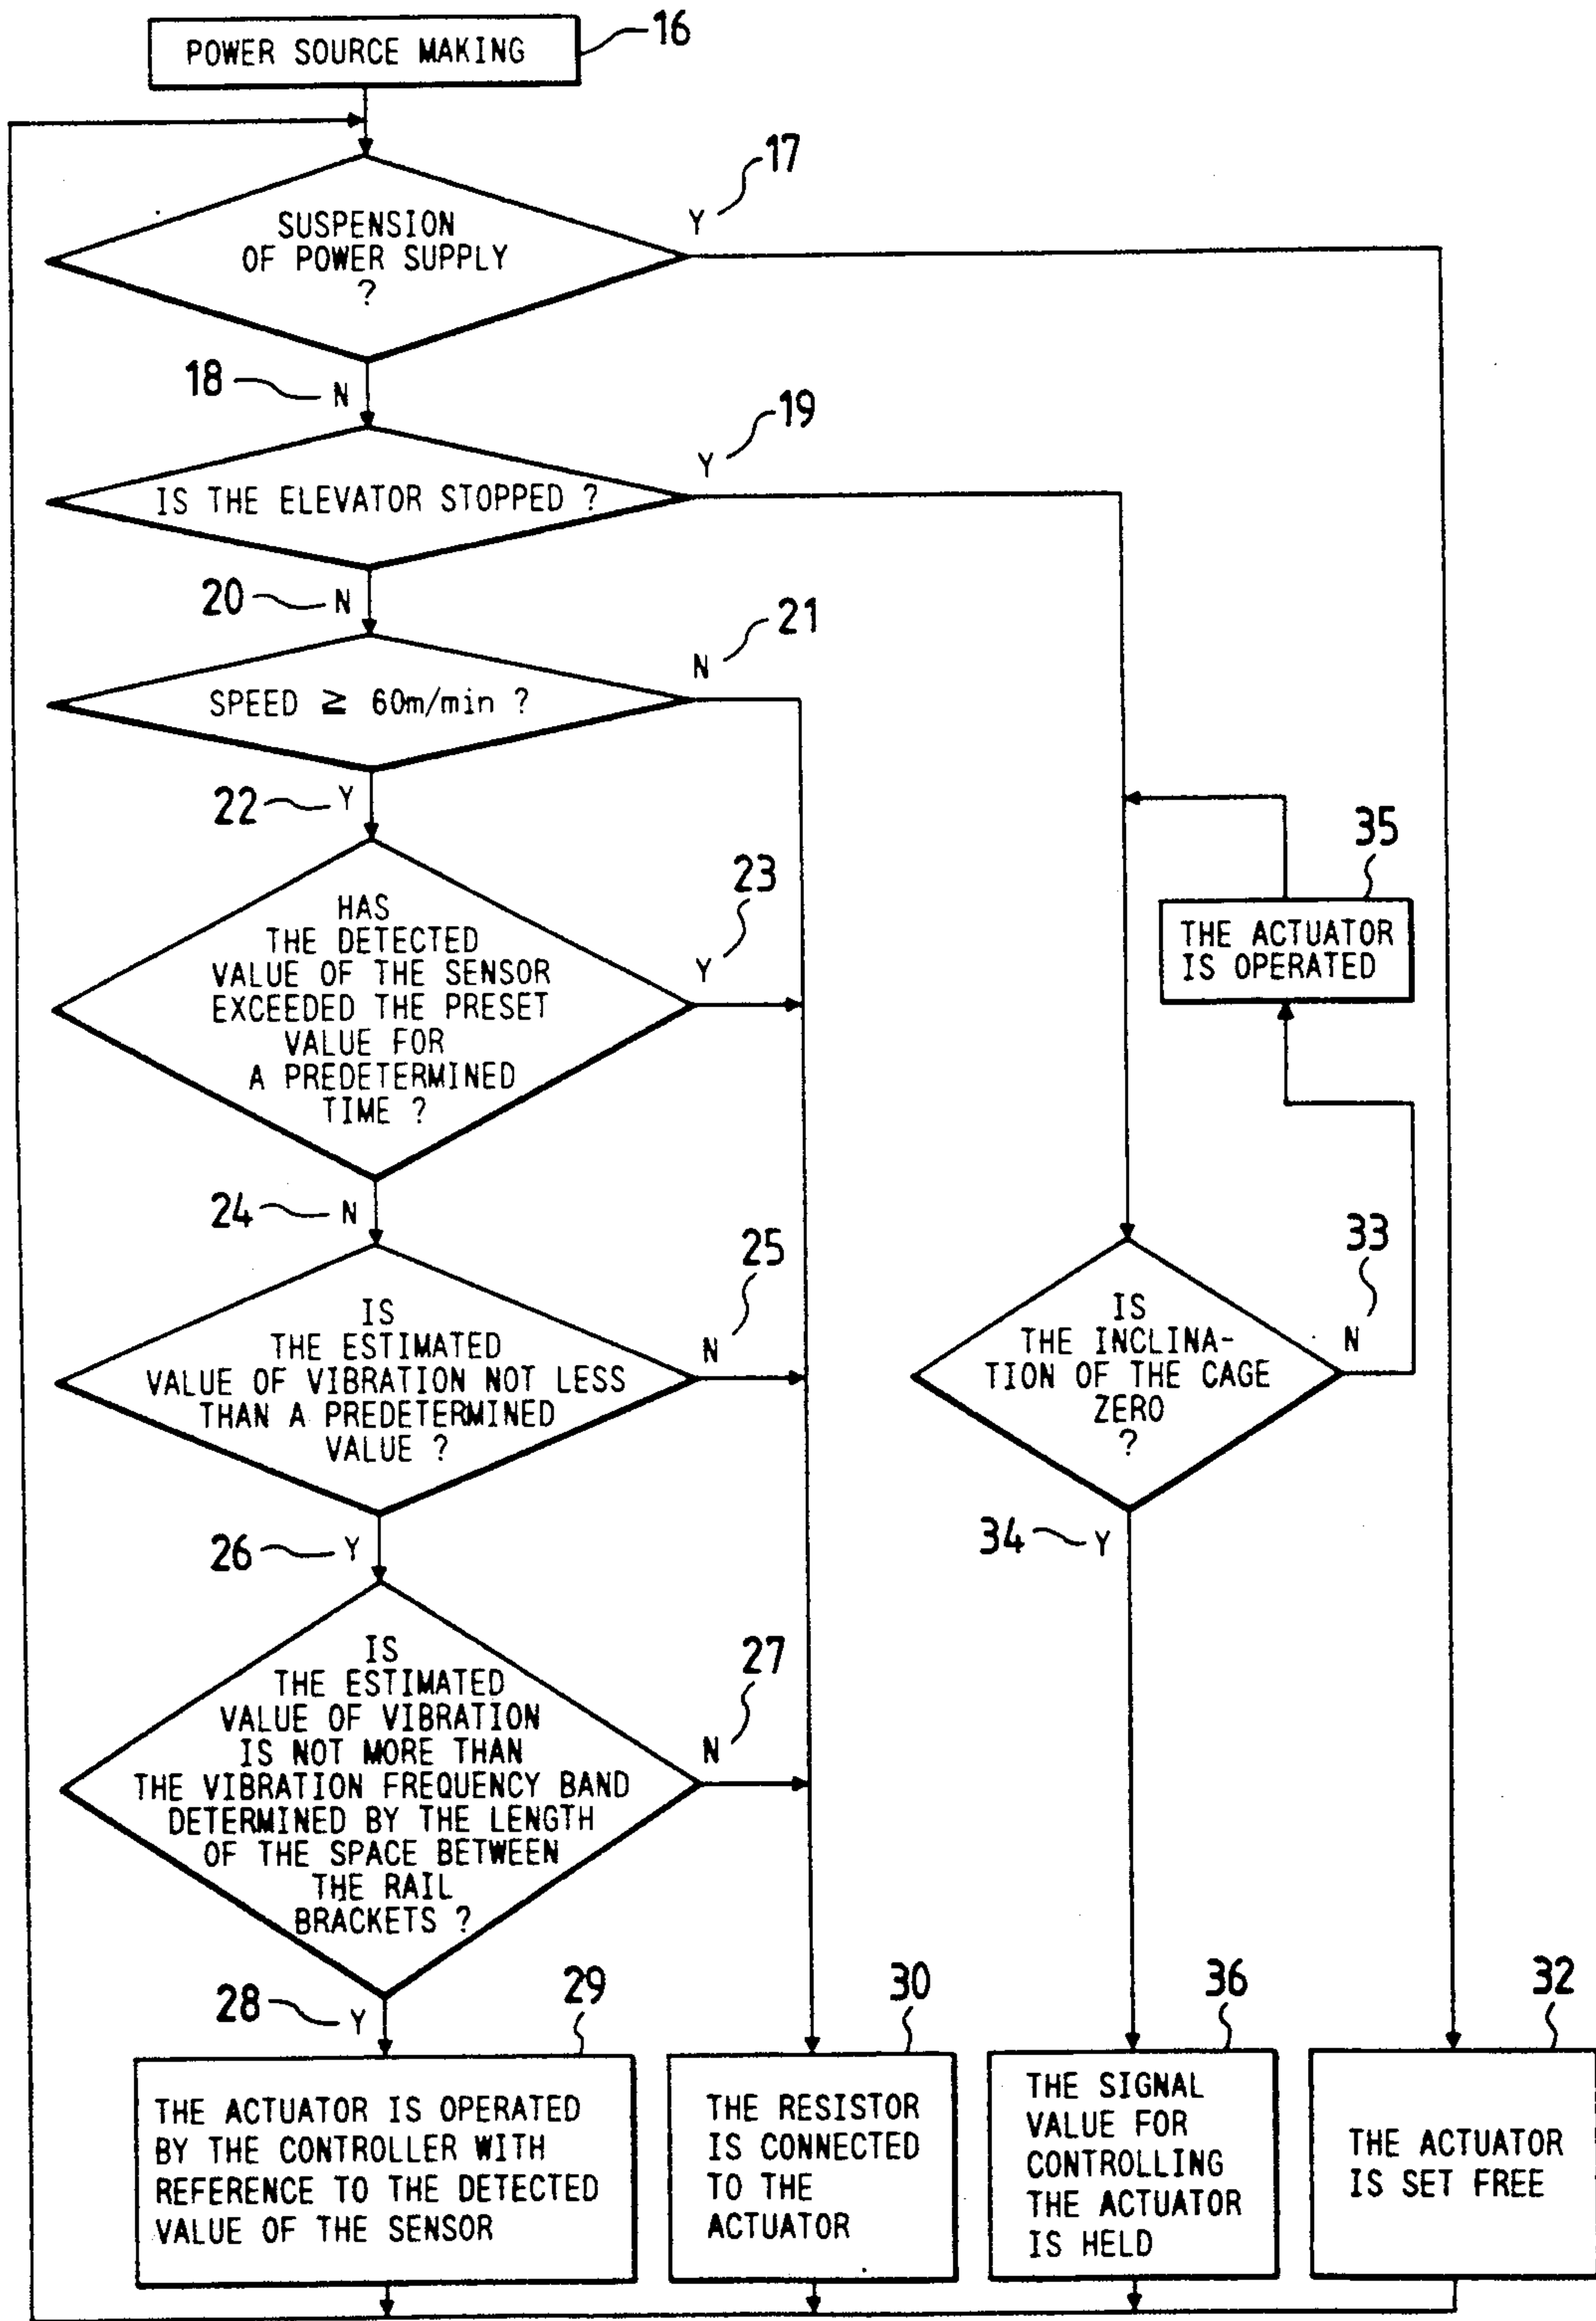 POWER SOURCE MAKING
16
SUSPENSION
OF POWER SUPPLY
?
Y
17
18
N
IS THE ELEVATOR STOPPED ?
Y
19
20
N
SPEED ≧ 60m/min ?
N
21
22
Y
HAS
THE DETECTED
VALUE OF THE SENSOR
EXCEEDED THE PRESET
VALUE FOR
A PREDETERMINED
TIME ?
Y
23
24
N
IS
THE ESTIMATED
VALUE OF VIBRATION NOT LESS
THAN A PREDETERMINED
VALUE ?
N
25
26
Y
IS
THE ESTIMATED
VALUE OF VIBRATION
IS NOT MORE THAN
THE VIBRATION FREQUENCY BAND
DETERMINED BY THE LENGTH
OF THE SPACE BETWEEN
THE RAIL
BRACKETS ?
N
27
28
Y
35
THE ACTUATOR
IS OPERATED
IS
THE INCLINA-
TION OF THE CAGE
ZERO
?
N
33
34
Y
29
THE ACTUATOR IS OPERATED
BY THE CONTROLLER WITH
REFERENCE TO THE DETECTED
VALUE OF THE SENSOR
30
THE RESISTOR
IS CONNECTED
TO THE
ACTUATOR
36
THE SIGNAL
VALUE FOR
CONTROLLING
THE ACTUATOR
IS HELD
32
THE ACTUATOR
IS SET FREE